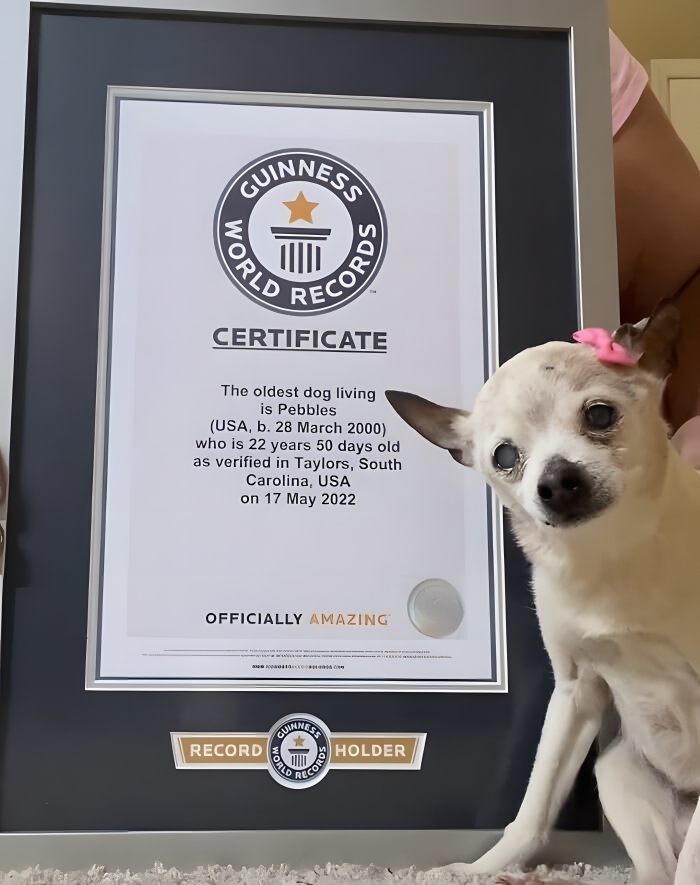 GUINNESS
WORLD RECORDS
CERTIFICATE
The oldest dog living
is Pebbles
(USA, b. 28 March 2000)
who is 22 years 50 days old
as verified in Taylors, South
Carolina, USA
on 17 May 2022
OFFICIALLY AMAZING
RECORD HOLDER
GUINNESS
WORLD RECORDS